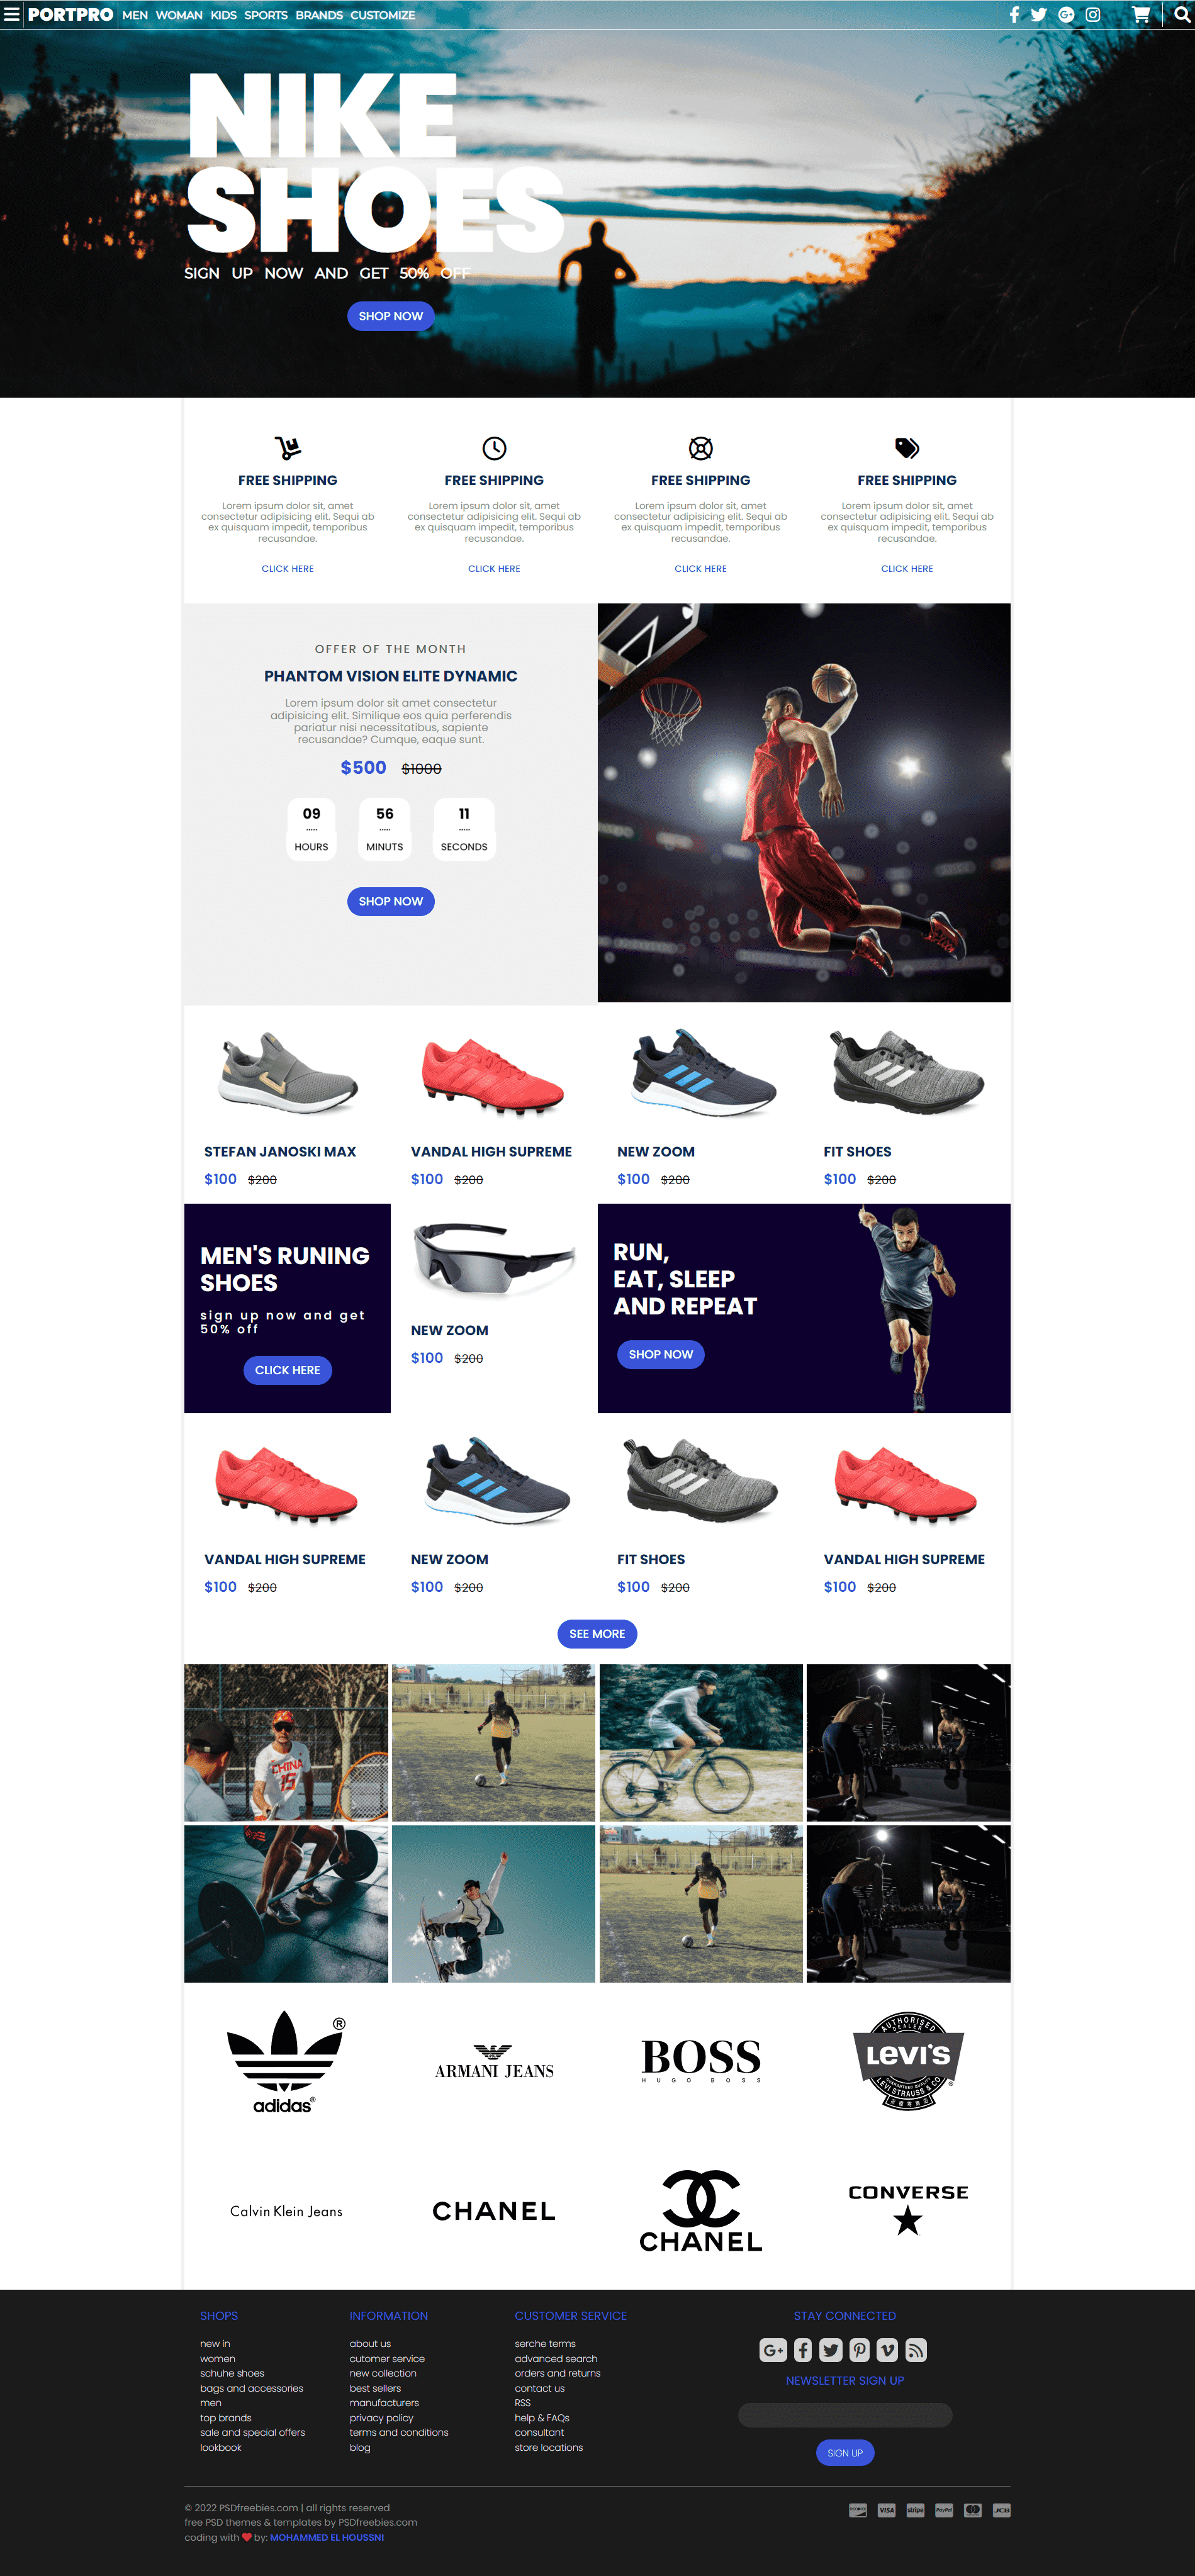 PORTPRO MEN WOMAN KIDS SPORTS BRANDS CUSTOMIZE
NIKE
SHOES
SIGN UP NOW AND GET 50% OFF
SHOP NOW
FREE SHIPPING
Lorem ipsum dolor sit, amet
consectetur adipisicing elit. Sequi ab
ex quisquam impedit, temporibus
recusandae.
CLICK HERE
FREE SHIPPING
Lorem ipsum dolor sit, amet
consectetur adipisicing elit. Sequi ab
ex quisquam impedit, temporibus
recusandae.
CLICK HERE
FREE SHIPPING
Lorem ipsum dolor sit, amet
consectetur adipisicing elit. Sequi ab
ex quisquam impedit, temporibus
recusandae.
CLICK HERE
FREE SHIPPING
Lorem ipsum dolor sit, amet
consectetur adipisicing elit. Sequi ab
ex quisquam impedit, temporibus
recusandae.
CLICK HERE
OFFER OF THE MONTH
PHANTOM VISION ELITE DYNAMIC
Lorem ipsum dolor sit amet consectetur
adipisicing elit. Similique eos quia perferendis
pariatur nisi necessitatibus, sapiente
recusandae? Cumque, eaque sunt.
$500 $1000
09 56 11
HOURS MINUTS SECONDS
SHOP NOW
STEFAN JANOSKI MAX
$100 $200
VANDAL HIGH SUPREME
$100 $200
NEW ZOOM
$100 $200
FIT SHOES
$100 $200
MEN'S RUNING
SHOES
sign up now and get
50% off
CLICK HERE
NEW ZOOM
$100 $200
RUN,
EAT, SLEEP
AND REPEAT
SHOP NOW
VANDAL HIGH SUPREME
$100 $200
NEW ZOOM
$100 $200
FIT SHOES
$100 $200
VANDAL HIGH SUPREME
$100 $200
SEE MORE
CHINA
15
adidas®
®
ARMANI JEANS
BOSS
HUGO BOSS
AUTHORISED
DEALER
LEVI'S
®
LEVI STRAUSS & CO
Calvin Klein Jeans
CHANEL
CHANEL
CONVERSE
SHOPS
new in
women
schuhe shoes
bags and accessories
men
top brands
sale and special offers
lookbook
INFORMATION
about us
cutomer service
new collection
best sellers
manufacturers
privacy policy
terms and conditions
blog
CUSTOMER SERVICE
serche terms
advanced search
orders and returns
contact us
RSS
help & FAQs
consultant
store locations
STAY CONNECTED
NEWSLETTER SIGN UP
SIGN UP
© 2022 PSDfreebies.com | all rights reserved
free PSD themes & templates by PSDfreebies.com
coding with ❤ by: MOHAMMED EL HOUSSNI
VISA stripe PayPal JCB